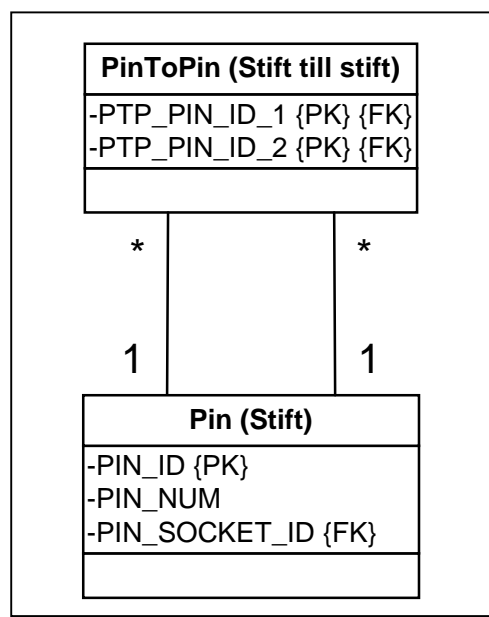 PinToPin (Stift till stift)
-PTP_PIN_ID_1 {PK} {FK}
-PTP_PIN_ID_2 {PK} {FK}
* *
1 1
Pin (Stift)
-PIN_ID {PK}
-PIN_NUM
-PIN_SOCKET_ID {FK}